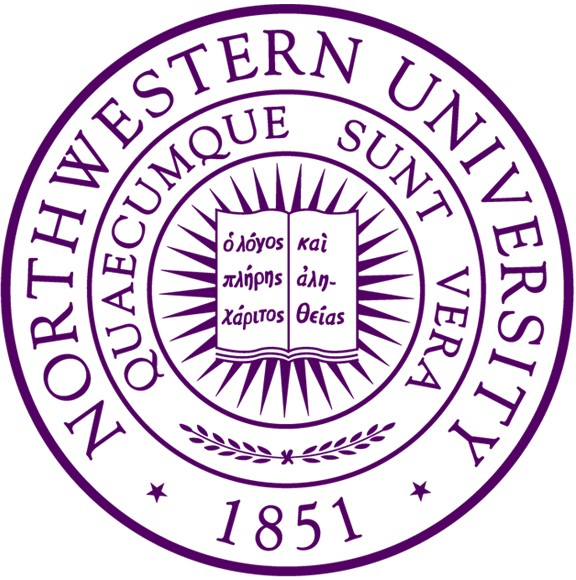 NORTHWESTERN UNIVERSITY
QUAECUMQUE SUNT VERA
ὁ λόγος
πλήρης
χάριτος
καὶ
ἀλη-
θείας
1851